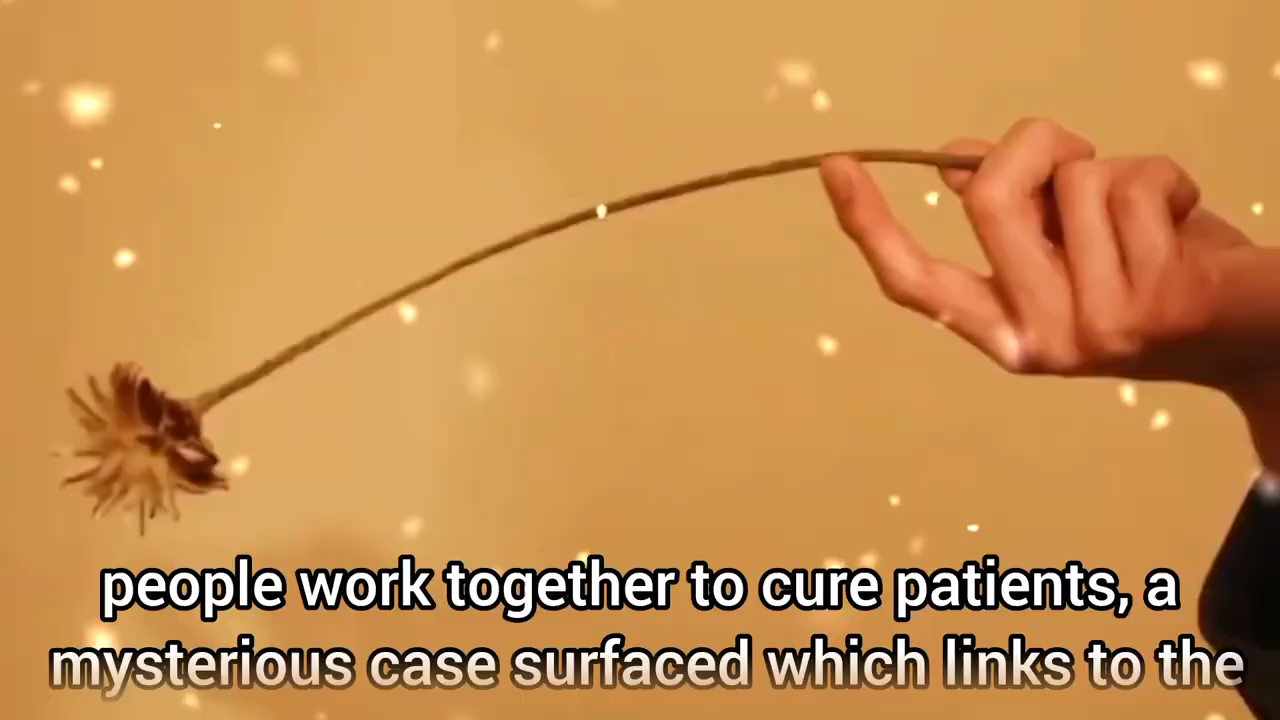 people work together to cure patients, a
mysterious case surfaced which links to the